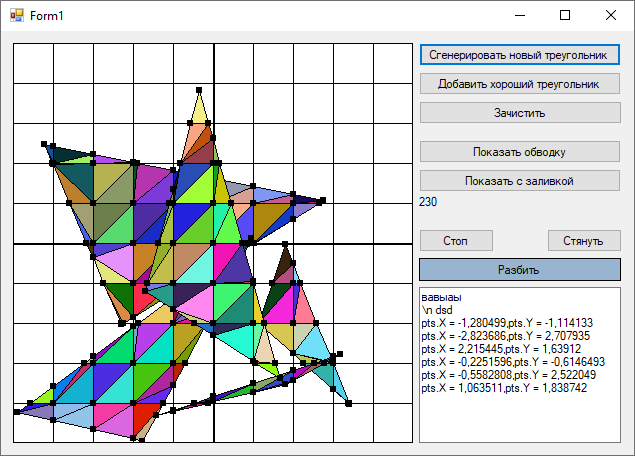 Form1
Сгенерировать новый треугольник
Добавить хороший треугольник
Зачистить
Показать обводку
Показать с заливкой
230
Стоп
Стянуть
Разбить
вавыаы
\n dsd
pts.X = -1,280499,pts.Y = -1,114133
pts.X = -2,823686,pts.Y = 2,707935
pts.X = 2,215445,pts.Y = 1,63912
pts.X = -0,2251596,pts.Y = -0,6146493
pts.X = -0,5582808,pts.Y = 2,522049
pts.X = 1,063511,pts.Y = 1,838742